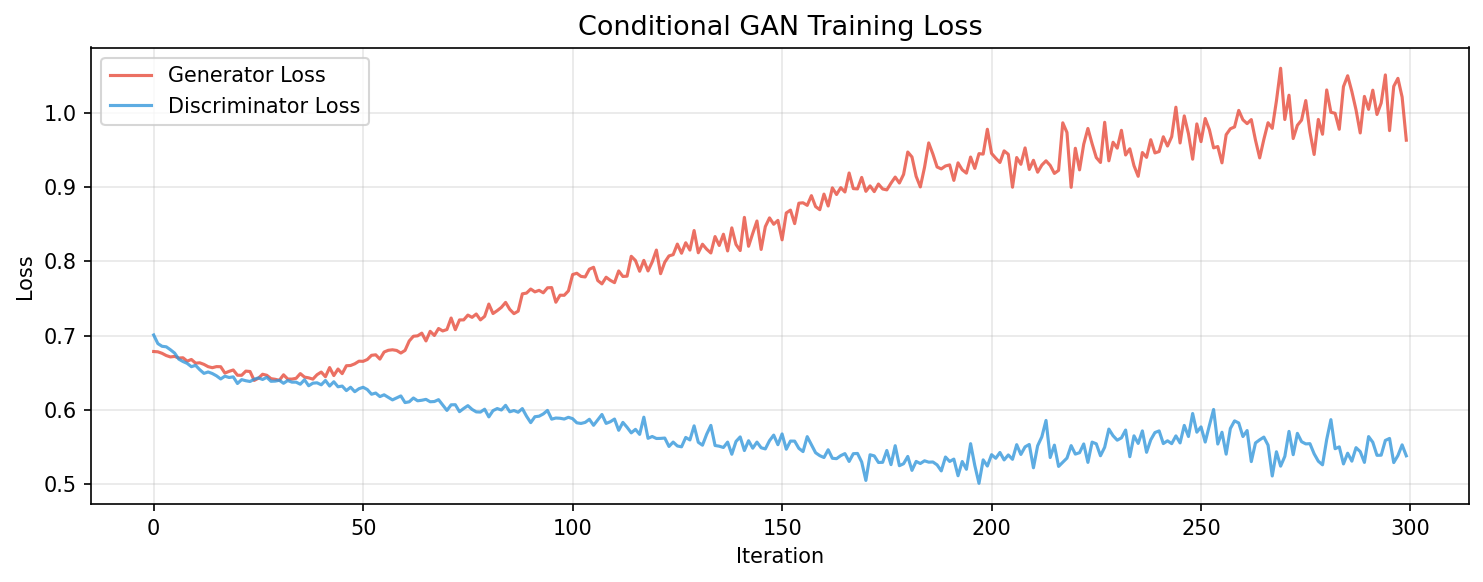 Conditional GAN Training Loss
Generator Loss
Discriminator Loss
Loss
1.0
0.9
0.8
0.7
0.6
0.5
0 50 100 150 200 250 300
Iteration